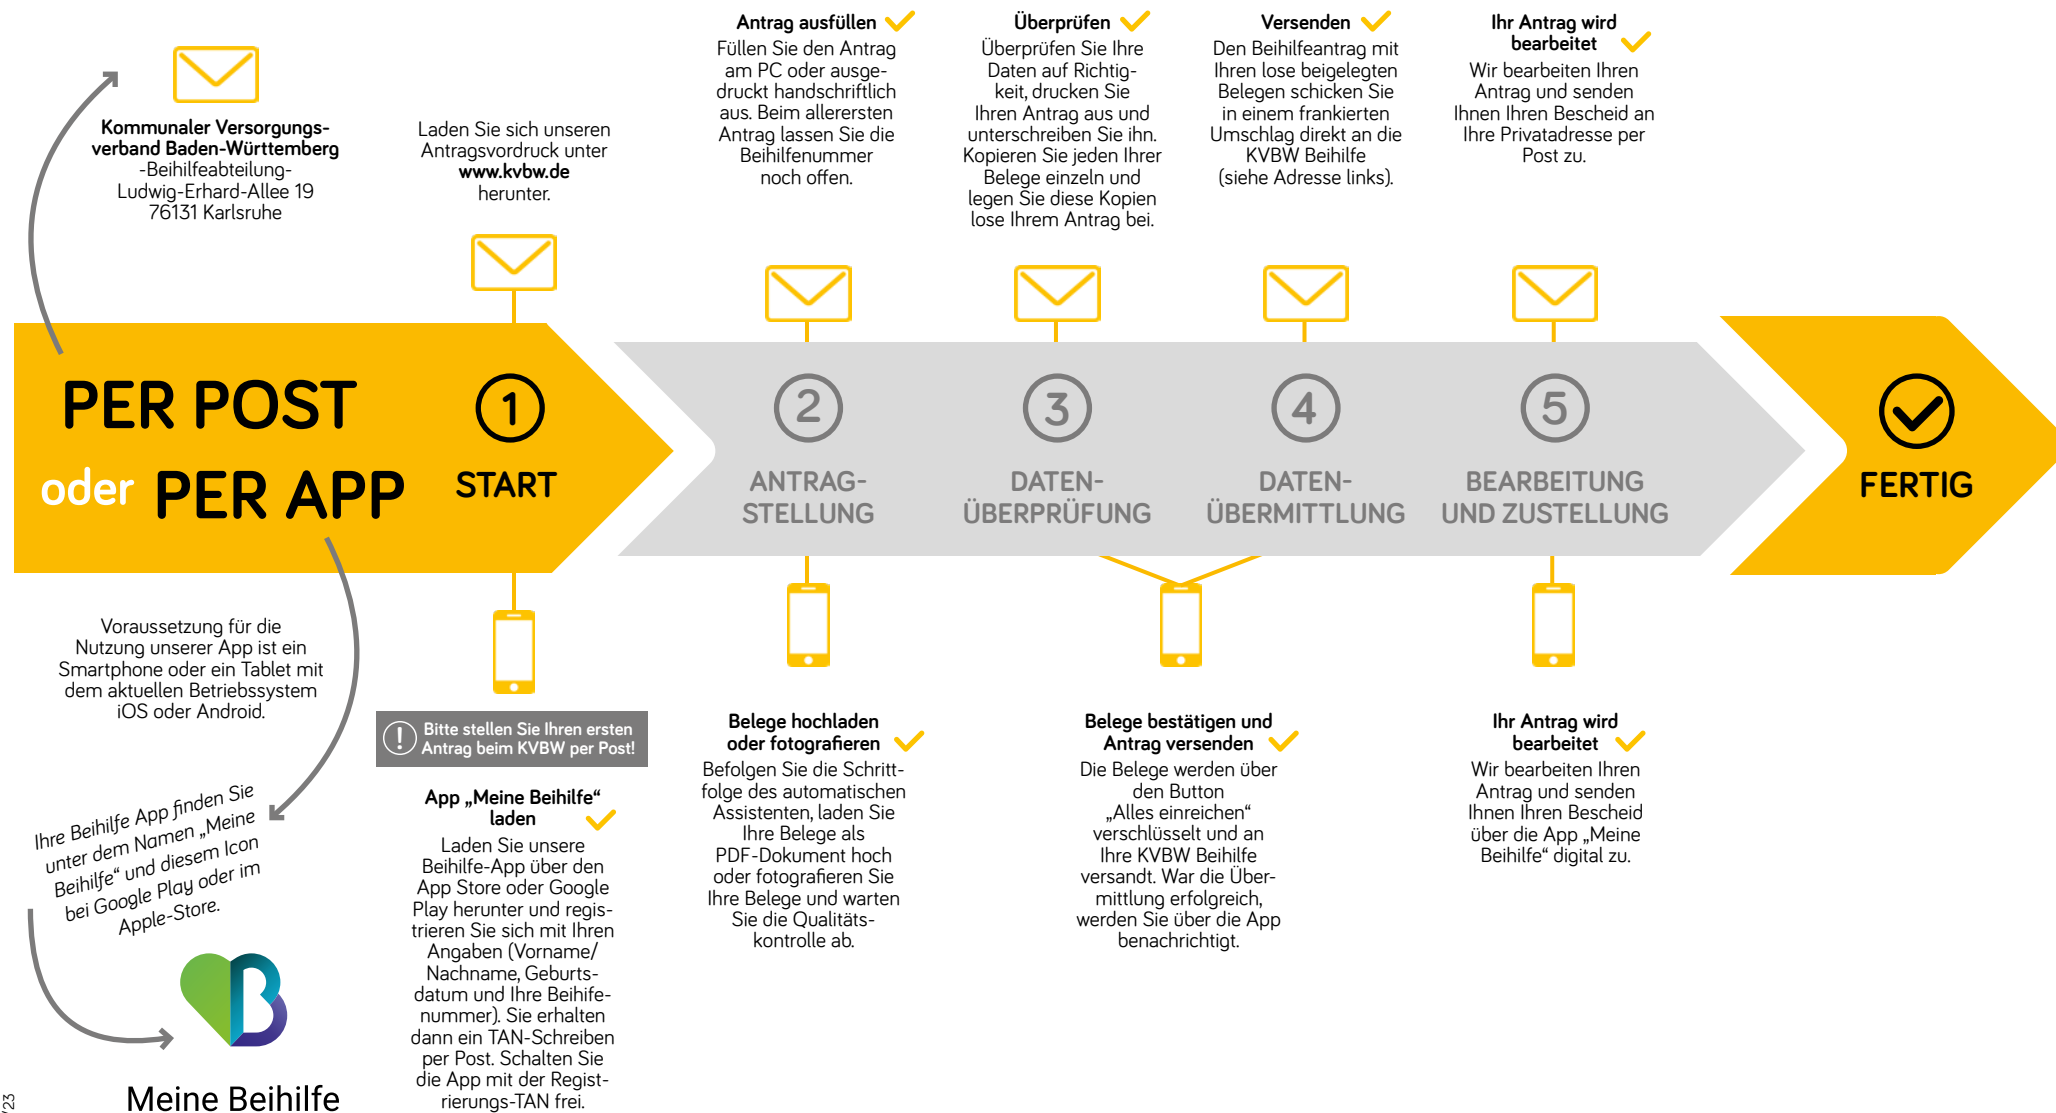 Kommunaler Versorgungs-
verband Baden-Württemberg
-Beihilfeabteilung-
Ludwig-Erhard-Allee 19
76131 Karlsruhe
Laden Sie sich unseren
Antragsvordruck unter
www.kvbw.de
herunter.
Antrag ausfüllen
Füllen Sie den Antrag
am PC oder ausge-
druckt handschriftlich
aus. Beim allerersten
Antrag lassen Sie die
Beihilfenummer
noch offen.
Überprüfen
Überprüfen Sie Ihre
Daten auf Richtig-
keit, drucken Sie
Ihren Antrag aus und
unterschreiben Sie ihn.
Kopieren Sie jeden Ihrer
Belege einzeln und
legen Sie diese Kopien
lose Ihrem Antrag bei.
Versenden
Den Beihilfeantrag mit
Ihren lose beigelegten
Belegen schicken Sie
in einem frankierten
Umschlag direkt an die
KVBW Beihilfe
(siehe Adresse links).
Ihr Antrag wird
bearbeitet
Wir bearbeiten Ihren
Antrag und senden
Ihnen Ihren Bescheid an
Ihre Privatadresse per
Post zu.
PER POST
oder PER APP
1
START
2
ANTRAG-
STELLUNG
3
DATEN-
ÜBERPRÜFUNG
4
DATEN-
ÜBERMITTLUNG
5
BEARBEITUNG
UND ZUSTELLUNG
FERTIG
Voraussetzung für die
Nutzung unserer App ist ein
Smartphone oder ein Tablet mit
dem aktuellen Betriebssystem
iOS oder Android.
Ihre Beihilfe App finden Sie
unter dem Namen „Meine
Beihilfe“ und diesem Icon
bei Google Play oder im
Apple-Store.
Meine Beihilfe
! Bitte stellen Sie Ihren ersten
Antrag beim KVBW per Post!
App „Meine Beihilfe“
laden
Laden Sie unsere
Beihilfe-App über den
App Store oder Google
Play herunter und regis-
trieren Sie sich mit Ihren
Angaben (Vorname/
Nachname, Geburts-
datum und Ihre Beihife-
nummer). Sie erhalten
dann ein TAN-Schreiben
per Post. Schalten Sie
die App mit der Regist-
rierungs-TAN frei.
Belege hochladen
oder fotografieren
Befolgen Sie die Schritt-
folge des automatischen
Assistenten, laden Sie
Ihre Belege als
PDF-Dokument hoch
oder fotografieren Sie
Ihre Belege und warten
Sie die Qualitäts-
kontrolle ab.
Belege bestätigen und
Antrag versenden
Die Belege werden über
den Button
„Alles einreichen“
verschlüsselt und an
Ihre KVBW Beihilfe
versandt. War die Über-
mittlung erfolgreich,
werden Sie über die App
benachrichtigt.
Ihr Antrag wird
bearbeitet
Wir bearbeiten Ihren
Antrag und senden
Ihnen Ihren Bescheid
über die App „Meine
Beihilfe“ digital zu.
/23